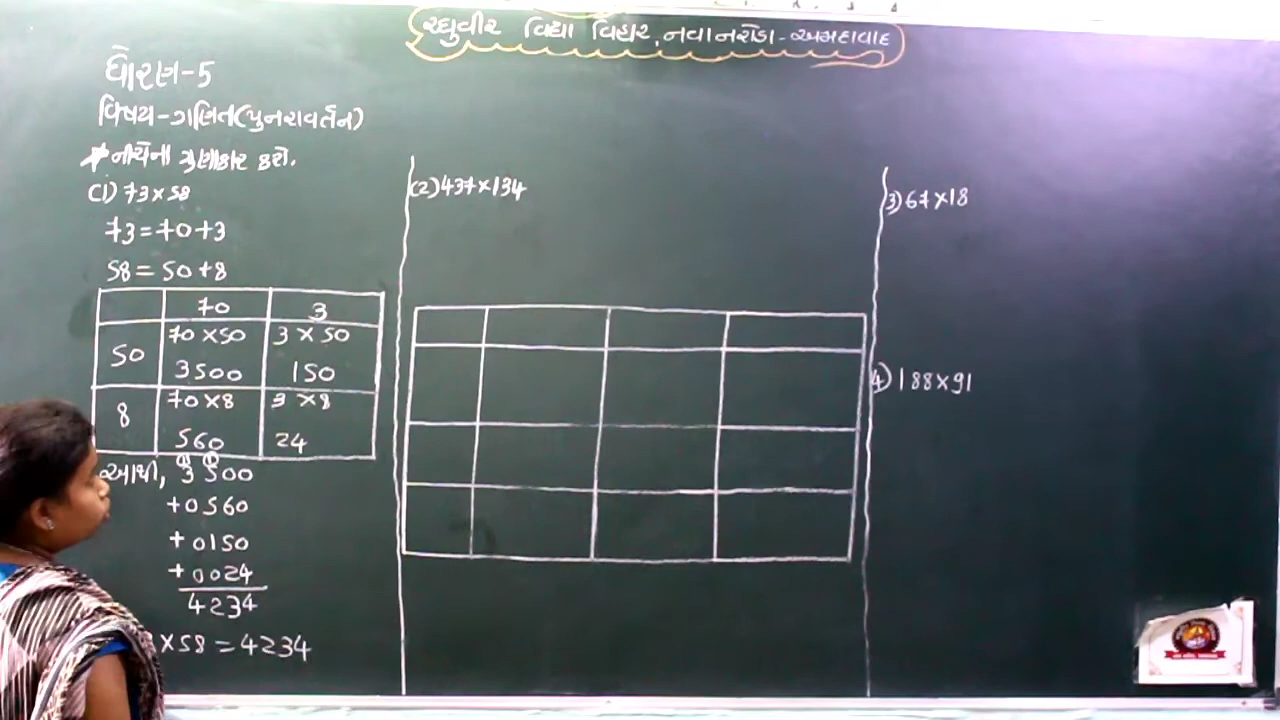 રઘુવીર વિદ્યા વિહાર, નવાનરોડા-અમદાવાદ
ધોરણ-5
વિષય-ગણિત(પુનરાવર્તન)
નીચેના ગુણાકાર કરો.
(1) 73×58
73=70+3
58=50+8
70 3
50 70×50 3×50
3500 150
8 70×8 3×8
560 24
આથી, 3500
+0560
+0150
+0024
4234
×58=4234
(2) 437×134
3) 67×18
4) 188×91